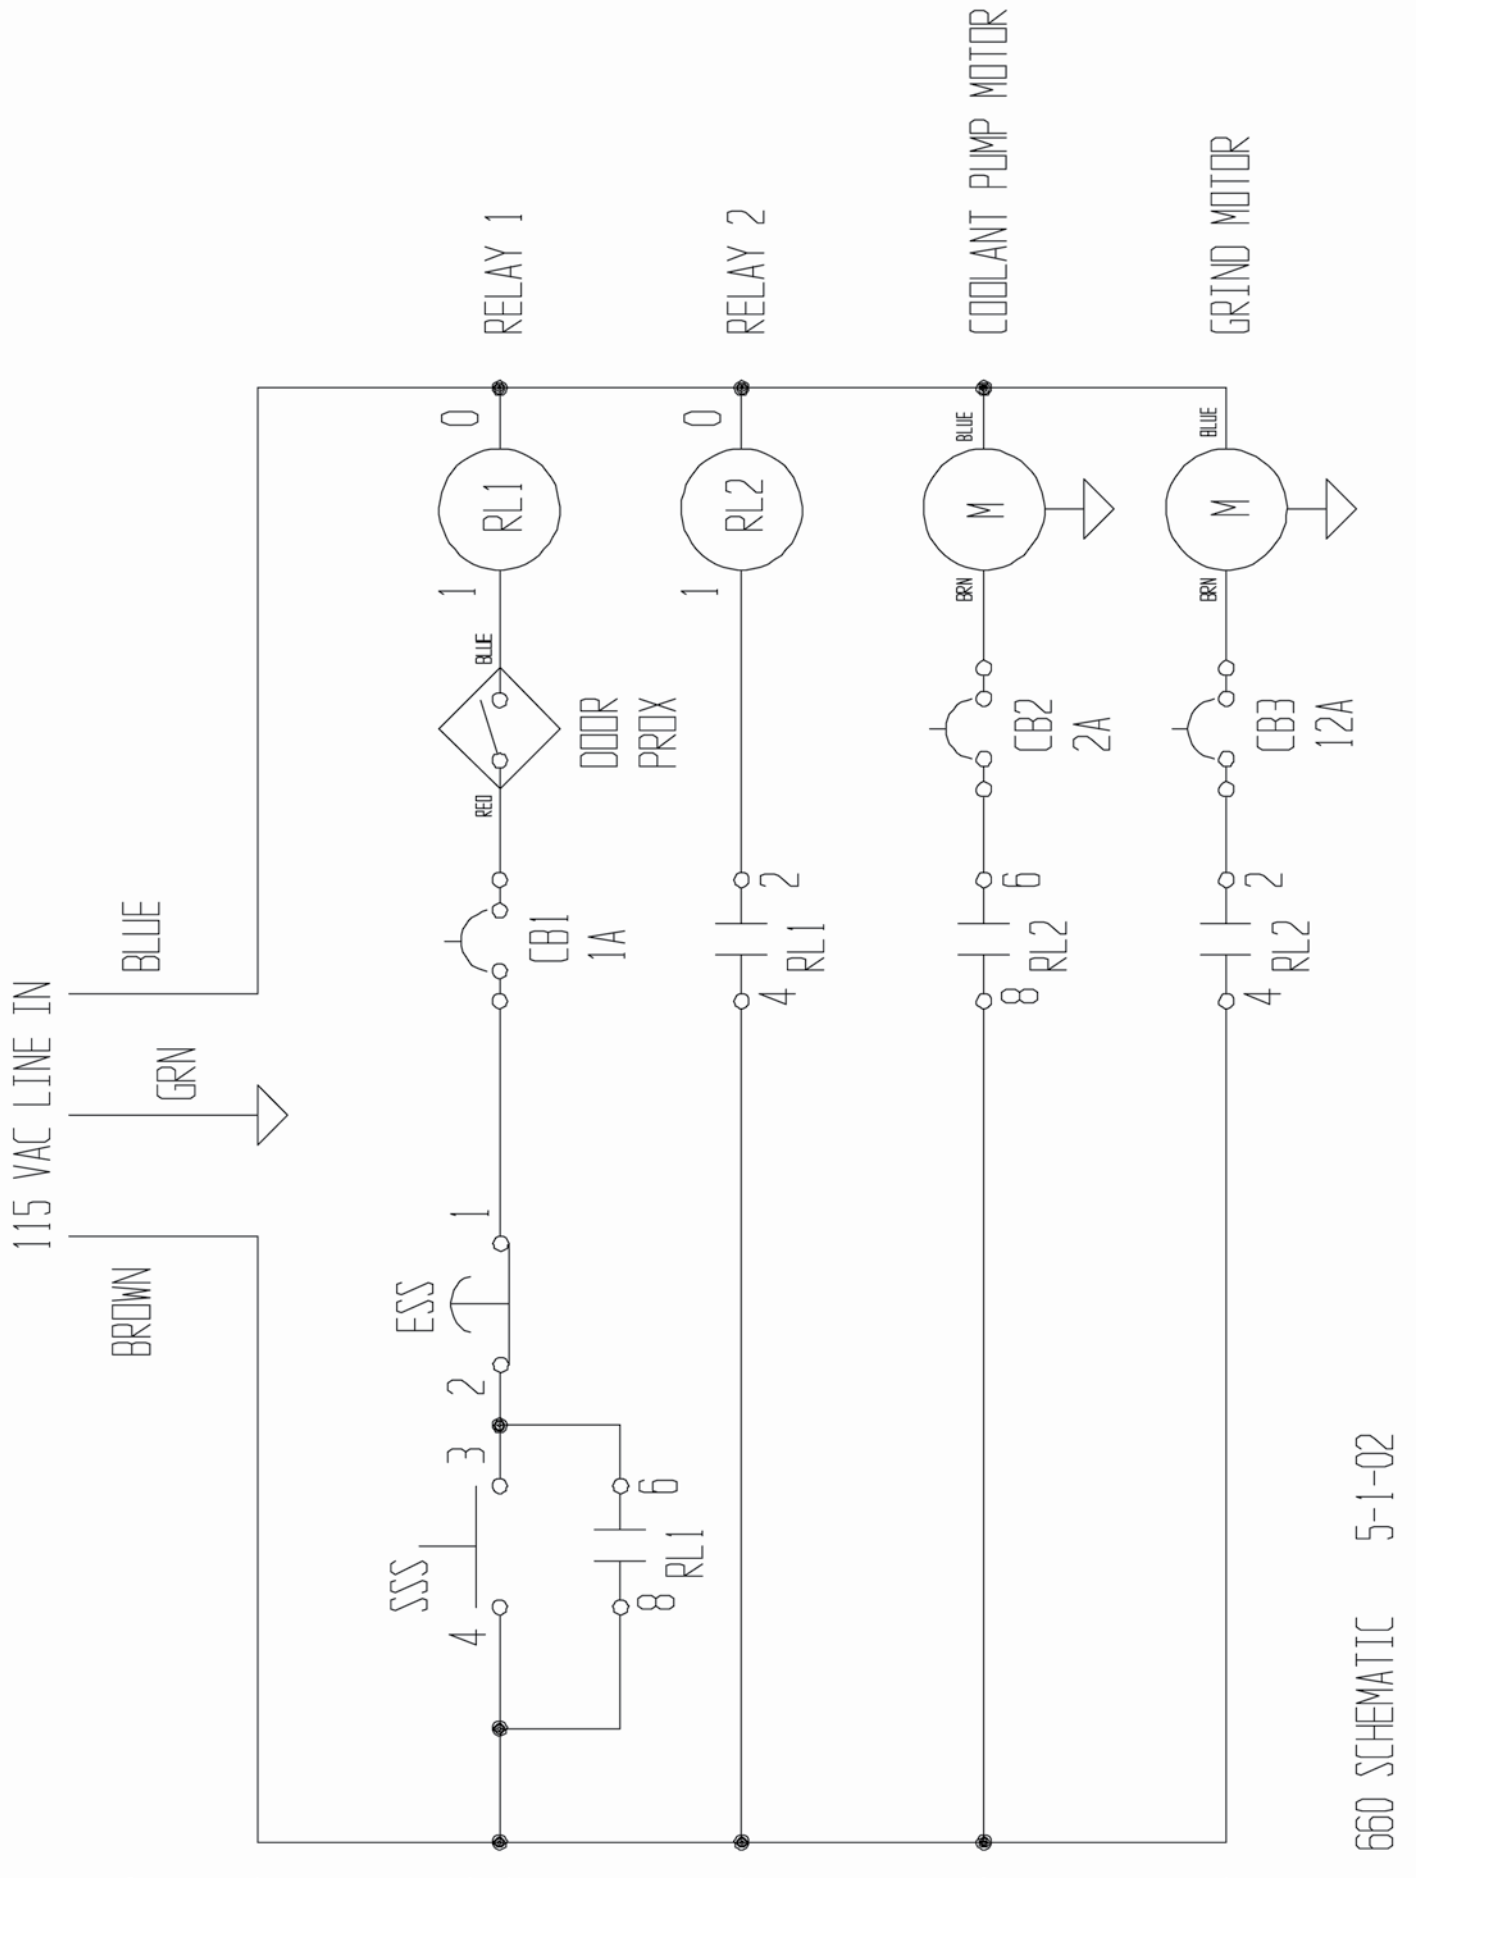 115 VAC LINE IN
BROWN
GRN
BLUE
4
SSS
3
2
ESS
1
CB1
1A
RED
DOOR
PROX
BLUE
1
RL1
0
RELAY 1
8
RL1
6
4
RL1
2
1
RL2
0
RELAY 2
8
RL2
6
CB2
2A
BRN
M
BLUE
COOLANT PUMP MOTOR
4
RL2
2
CB3
12A
BRN
M
BLUE
GRIND MOTOR
660 SCHEMATIC 5-1-02